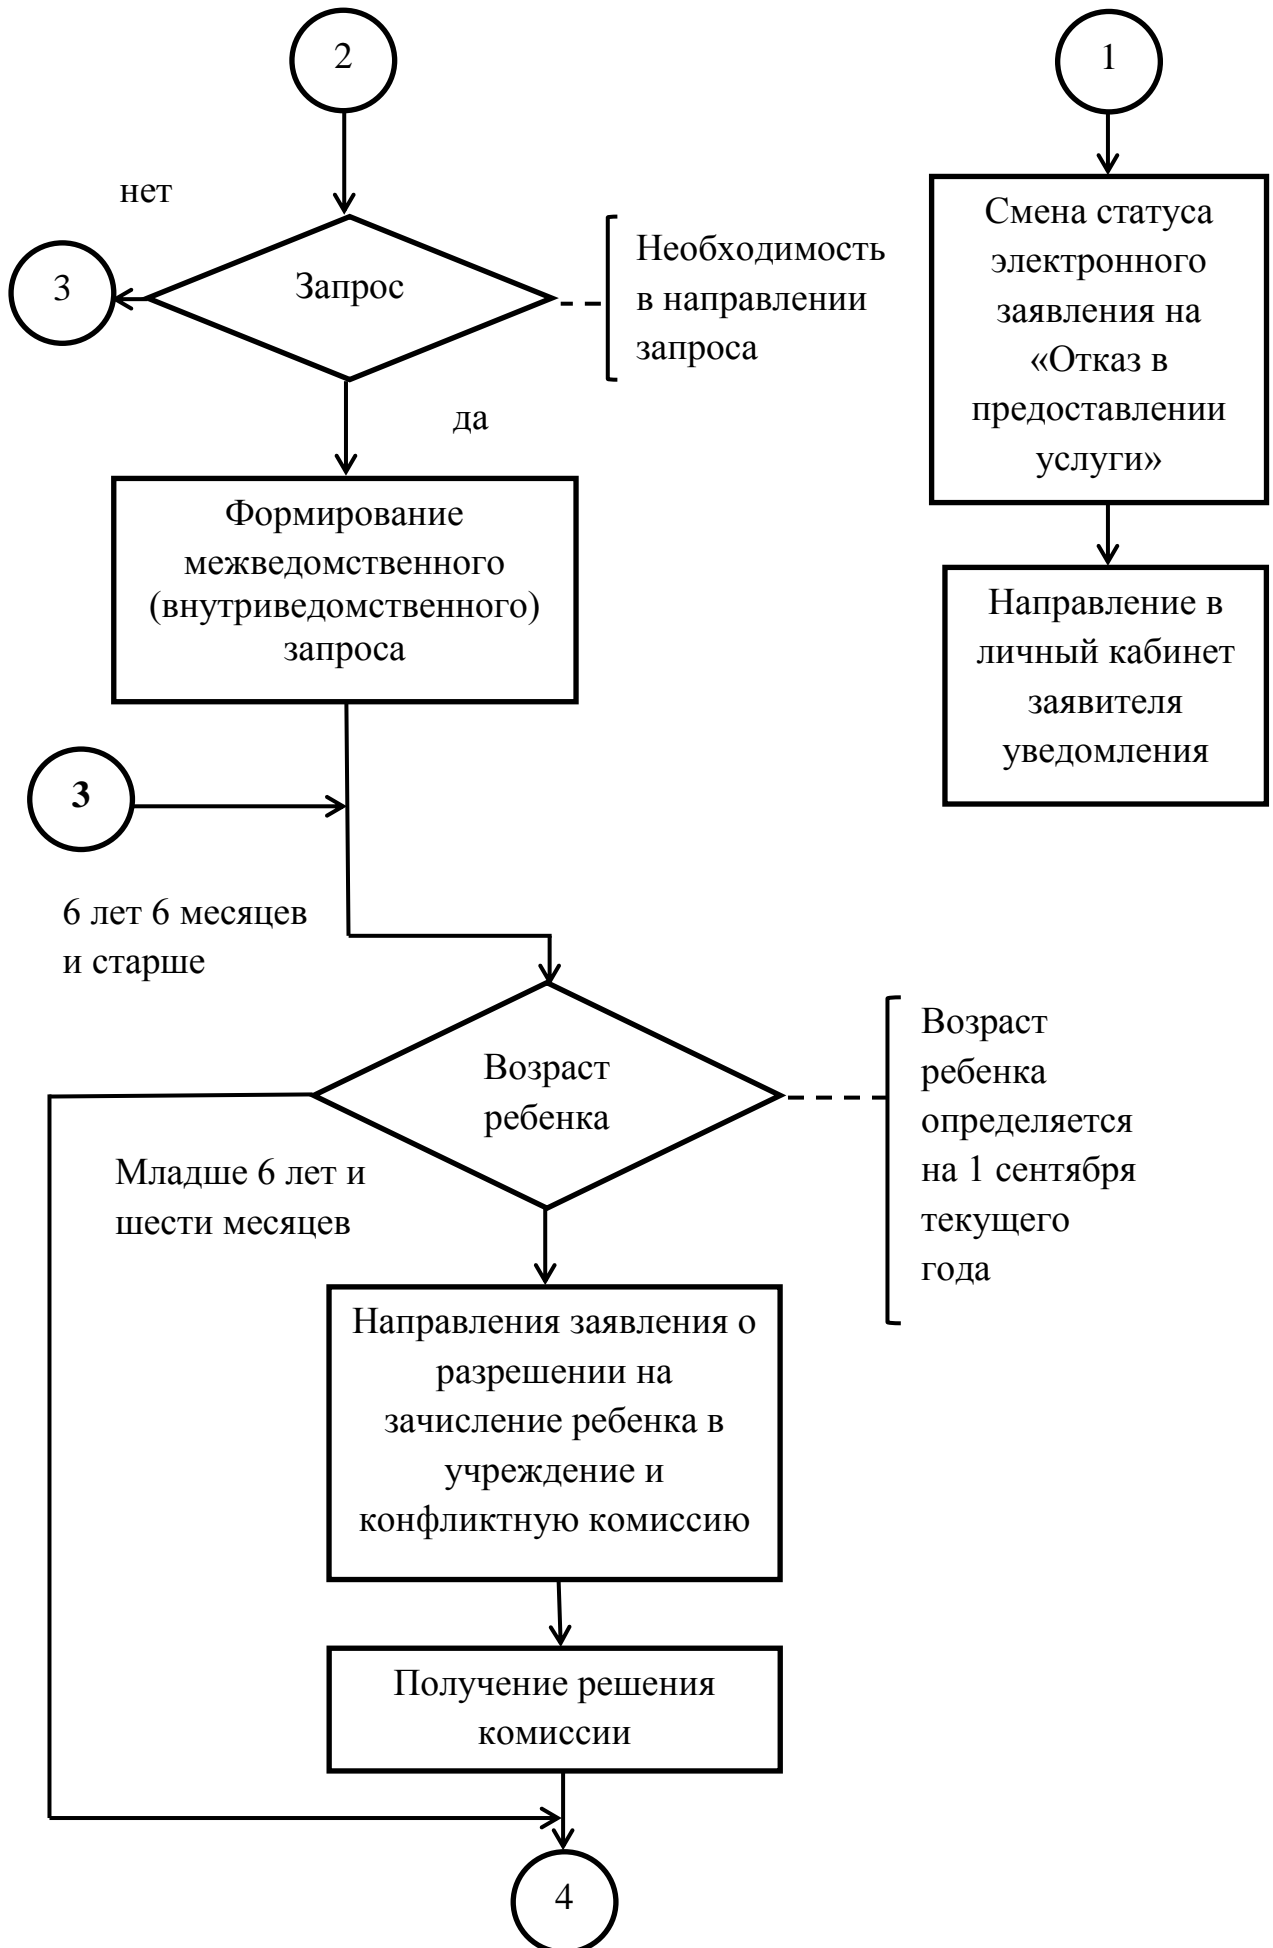 2
1
нет
Запрос
3
Необходимость
в направлении
запроса
да
Смена статуса
электронного
заявления на
«Отказ в
предоставлении
услуги»
Формирование
межведомственного
(внутриведомственного)
запроса
Направление в
личный кабинет
заявителя
уведомления
3
6 лет 6 месяцев
и старше
Возраст
ребенка
Возраст
ребенка
определяется
на 1 сентября
текущего
года
Младше 6 лет и
шести месяцев
Направления заявления о
разрешении на
зачисление ребенка в
учреждение и
конфликтную комиссию
Получение решения
комиссии
4